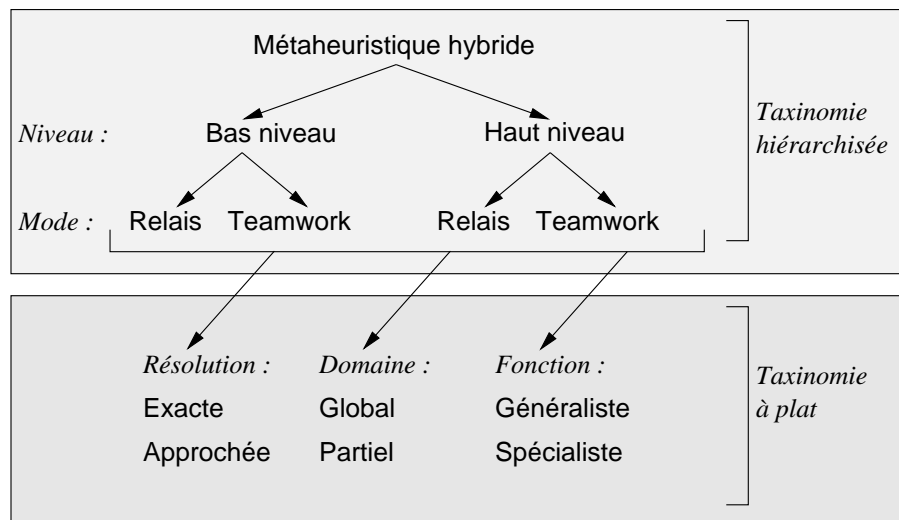 Métaheuristique hybride
Niveau :
Bas niveau
Haut niveau
Taxinomie
hiérarchisée
Mode :
Relais
Teamwork
Relais
Teamwork
Résolution :
Domaine :
Fonction :
Exacte
Global
Généraliste
Approchée
Partiel
Spécialiste
Taxinomie
à plat